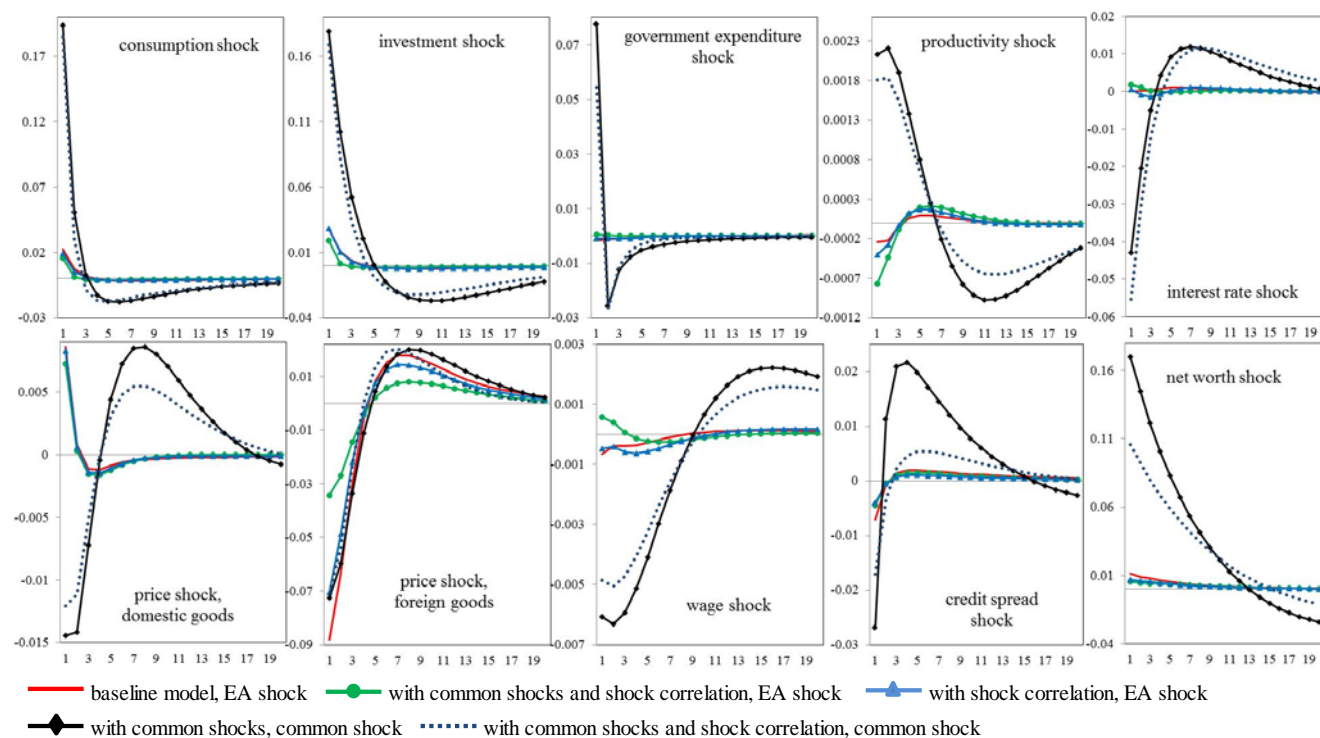 consumption shock
0.17
0.12
0.07
0.02
-0.03
1 3 5 7 9 11 13 15 17 19
investment shock
0.16
0.11
0.06
0.01
-0.04
1 3 5 7 9 11 13 15 17 19
government expenditure
shock
0.07
0.05
0.03
0.01
-0.01
-0.03
1 3 5 7 9 11 13 15 17 19
productivity shock
0.0023
0.0018
0.0013
0.0008
0.0003
-0.0002
-0.0007
-0.0012
1 3 5 7 9 11 13 15 17 19
interest rate shock
0.02
0.01
0
-0.01
-0.02
-0.03
-0.04
-0.05
-0.06
1 3 5 7 9 11 13 15 17 19
price shock,
domestic goods
0.005
0
-0.005
-0.01
-0.015
1 3 5 7 9 11 13 15 17 19
price shock,
foreign goods
0.01
-0.01
-0.03
-0.05
-0.07
-0.09
1 3 5 7 9 11 13 15 17 19
wage shock
0.003
0.001
-0.001
-0.003
-0.005
-0.007
1 3 5 7 9 11 13 15 17 19
credit spread
shock
0.02
0.01
0
-0.01
-0.02
-0.03
1 3 5 7 9 11 13 15 17 19
net worth shock
0.16
0.11
0.06
0.01
-0.04
1 3 5 7 9 11 13 15 17 19
baseline model, EA shock
with common shocks and shock correlation, EA shock
with shock correlation, EA shock
with common shocks, common shock
with common shocks and shock correlation, common shock